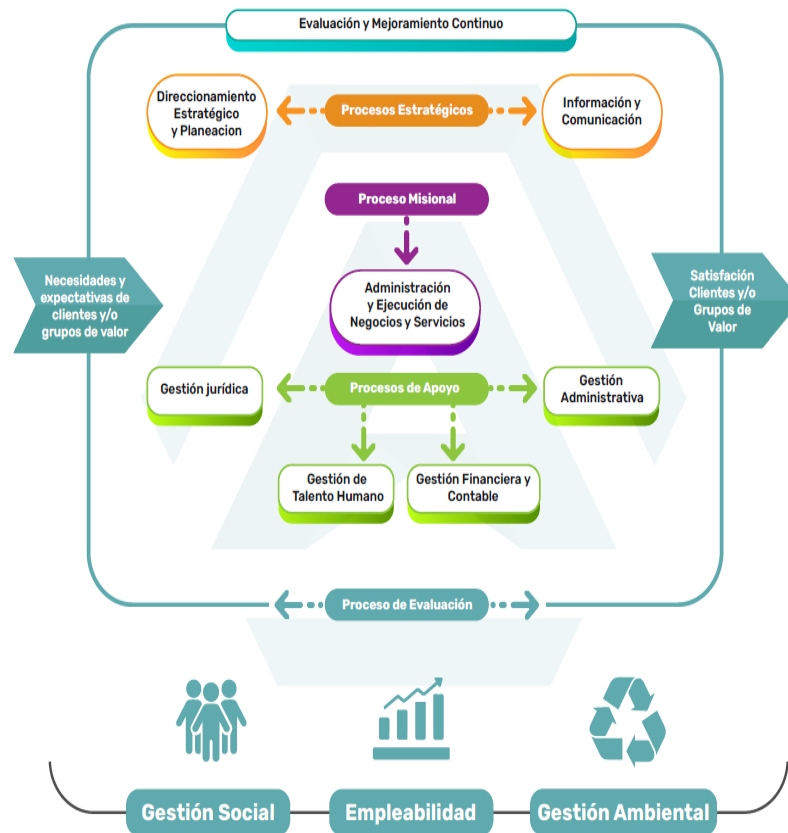 Evaluación y Mejoramiento Continuo
Direccionamiento
Estratégico
y Planeacion
Procesos Estratégicos
Información y
Comunicación
Proceso Misional
Necesidades y
expectativas de
clientes y/o
grupos de valor
Administración
y Ejecución de
Negocios y Servicios
Satisfación
Clientes y/o
Grupos de
Valor
Gestión jurídica
Procesos de Apoyo
Gestión
Administrativa
Gestión de
Talento Humano
Gestión Financiera y
Contable
Proceso de Evaluación
Gestión Social
Empleabilidad
Gestión Ambiental